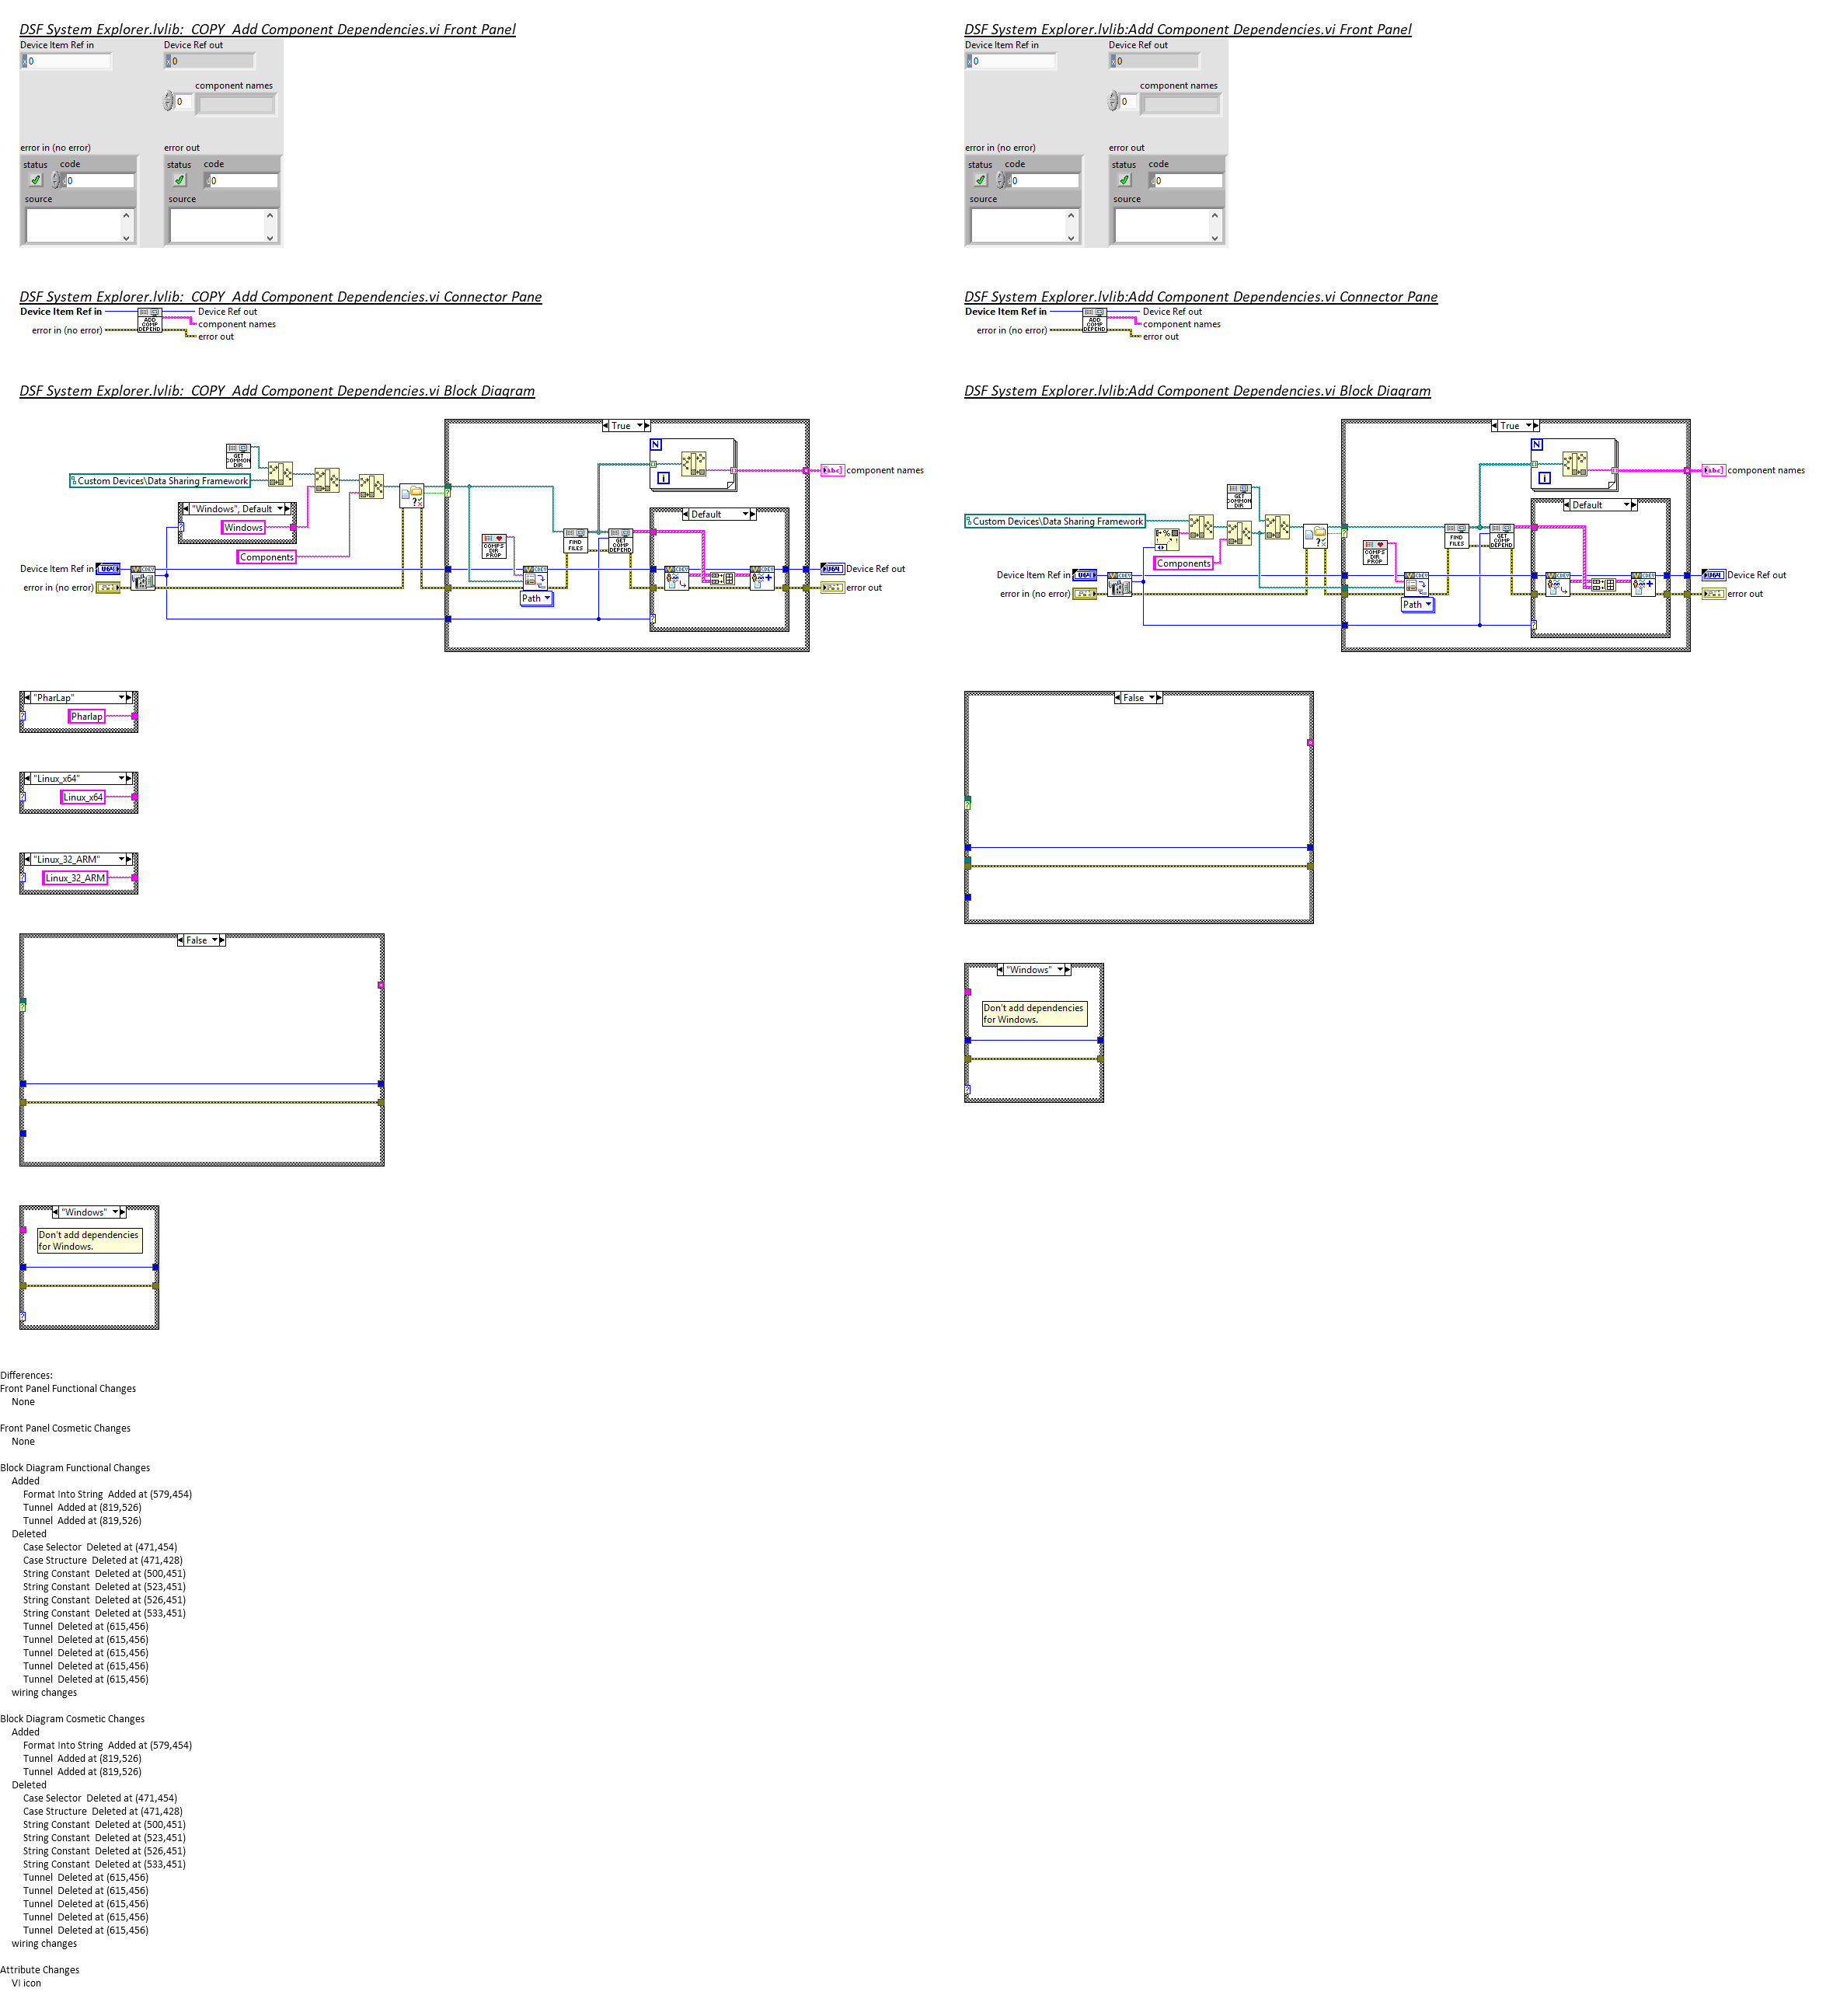 DSF System Explorer.lvlib:_COPY_Add Component Dependencies.vi Front Panel
Device Item Ref in
Device Ref out
0
0
component names
0
error in (no error)
error out
status code
status code
0
0
source
source
DSF System Explorer.lvlib:_COPY_Add Component Dependencies.vi Connector Pane
Device Item Ref in
Device Ref out
ADD COMP DEPEND
component names
error in (no error)
error out
DSF System Explorer.lvlib:_COPY_Add Component Dependencies.vi Block Diagram
True
N
GET COMMON DIR
i
component names
Custom Devices\Data Sharing Framework
"Windows", Default
Windows
Default
COMPS DIR PROP
FIND FILES
GET COMP DEPEND
Components
Device Item Ref in
Device Ref out
error in (no error)
error out
Path
"PharLap"
Pharlap
"Linux_x64"
Linux_x64
"Linux_32_ARM"
Linux_32_ARM
False
"Windows"
Don't add dependencies
for Windows.
DSF System Explorer.lvlib:Add Component Dependencies.vi Front Panel
Device Item Ref in
Device Ref out
0
0
component names
0
error in (no error)
error out
status code
status code
0
0
source
source
DSF System Explorer.lvlib:Add Component Dependencies.vi Connector Pane
Device Item Ref in
Device Ref out
ADD COMP DEPEND
component names
error in (no error)
error out
DSF System Explorer.lvlib:Add Component Dependencies.vi Block Diagram
True
N
i
component names
GET COMMON DIR
Default
Custom Devices\Data Sharing Framework
FIND FILES
GET COMP DEPEND
COMPS DIR PROP
Components
Device Item Ref in
Device Ref out
error in (no error)
error out
Path
False
"Windows"
Don't add dependencies
for Windows.
Differences:
Front Panel Functional Changes
None
Front Panel Cosmetic Changes
None
Block Diagram Functional Changes
Added
Format Into String Added at (579,454)
Tunnel Added at (819,526)
Tunnel Added at (819,526)
Deleted
Case Selector Deleted at (471,454)
Case Structure Deleted at (471,428)
String Constant Deleted at (500,451)
String Constant Deleted at (523,451)
String Constant Deleted at (526,451)
String Constant Deleted at (533,451)
Tunnel Deleted at (615,456)
Tunnel Deleted at (615,456)
Tunnel Deleted at (615,456)
Tunnel Deleted at (615,456)
Tunnel Deleted at (615,456)
wiring changes
Block Diagram Cosmetic Changes
Added
Format Into String Added at (579,454)
Tunnel Added at (819,526)
Tunnel Added at (819,526)
Deleted
Case Selector Deleted at (471,454)
Case Structure Deleted at (471,428)
String Constant Deleted at (500,451)
String Constant Deleted at (523,451)
String Constant Deleted at (526,451)
String Constant Deleted at (533,451)
Tunnel Deleted at (615,456)
Tunnel Deleted at (615,456)
Tunnel Deleted at (615,456)
Tunnel Deleted at (615,456)
Tunnel Deleted at (615,456)
wiring changes
Attribute Changes
VI icon